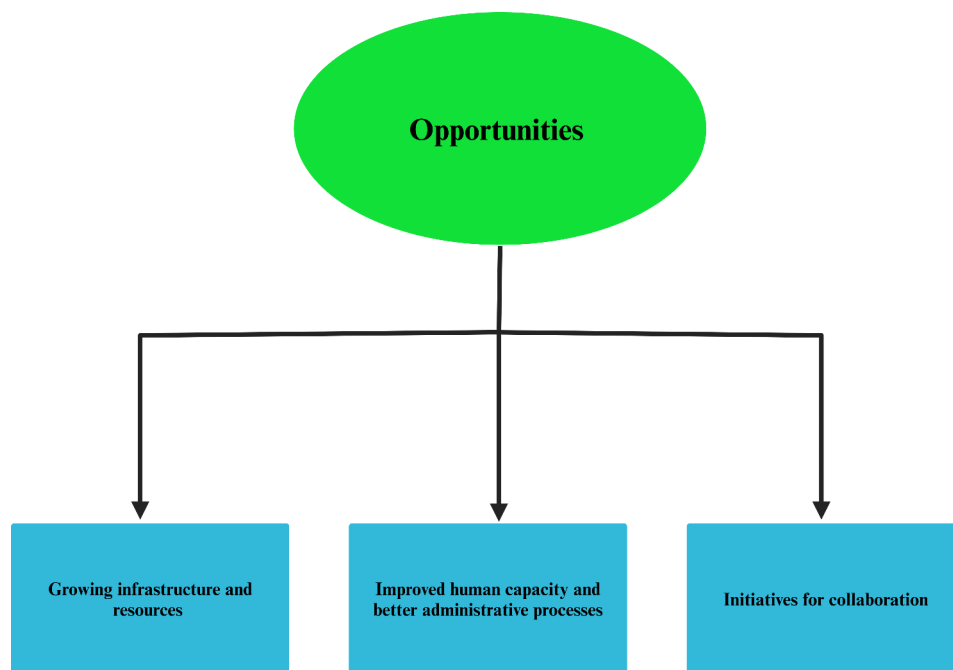 Opportunities
Growing infrastructure and
resources
Improved human capacity and
better administrative processes
Initiatives for collaboration